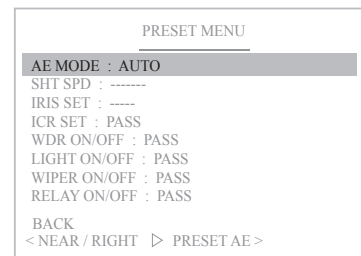 PRESET MENU
AE MODE : AUTO
SHT SPD : -------
IRIS SET : -----
ICR SET : PASS
WDR ON/OFF : PASS
LIGHT ON/OFF : PASS
WIPER ON/OFF : PASS
RELAY ON/OFF : PASS
BACK
< NEAR / RIGHT ▷ PRESET AE >